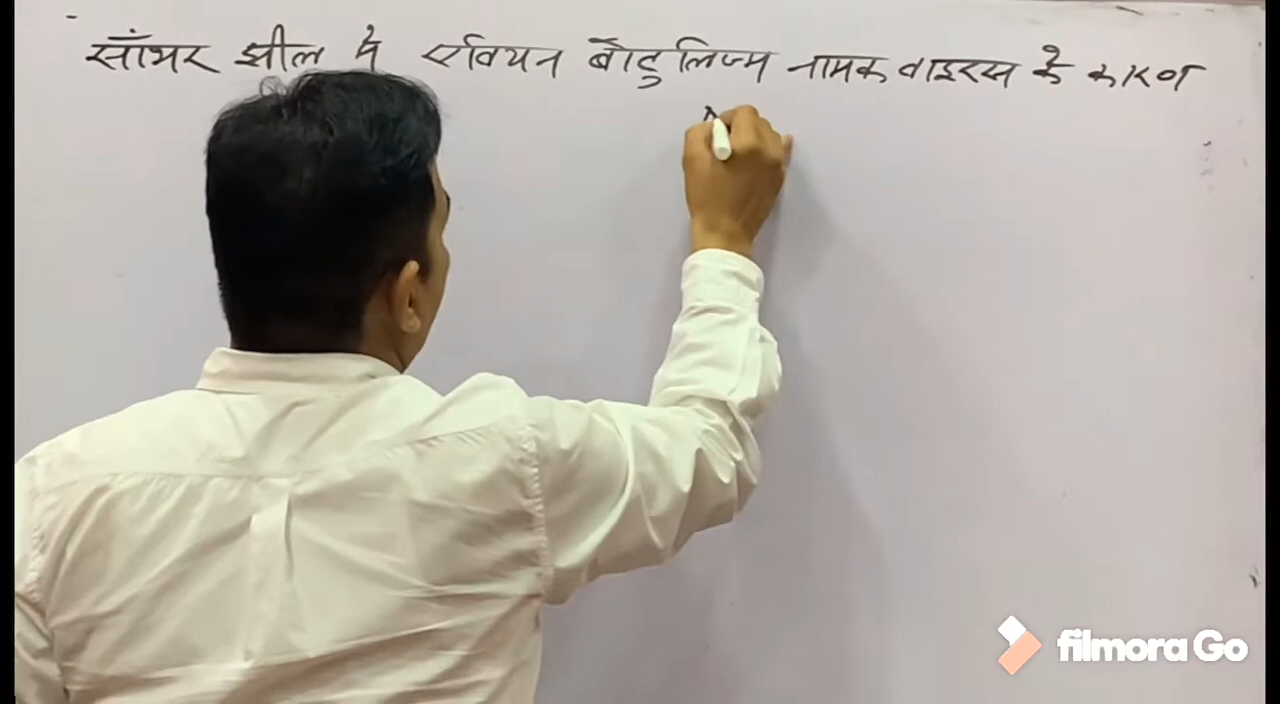 साँभर झील मे एवियन बोटुलिज्म नामक वाइरस के कारण
filmora Go